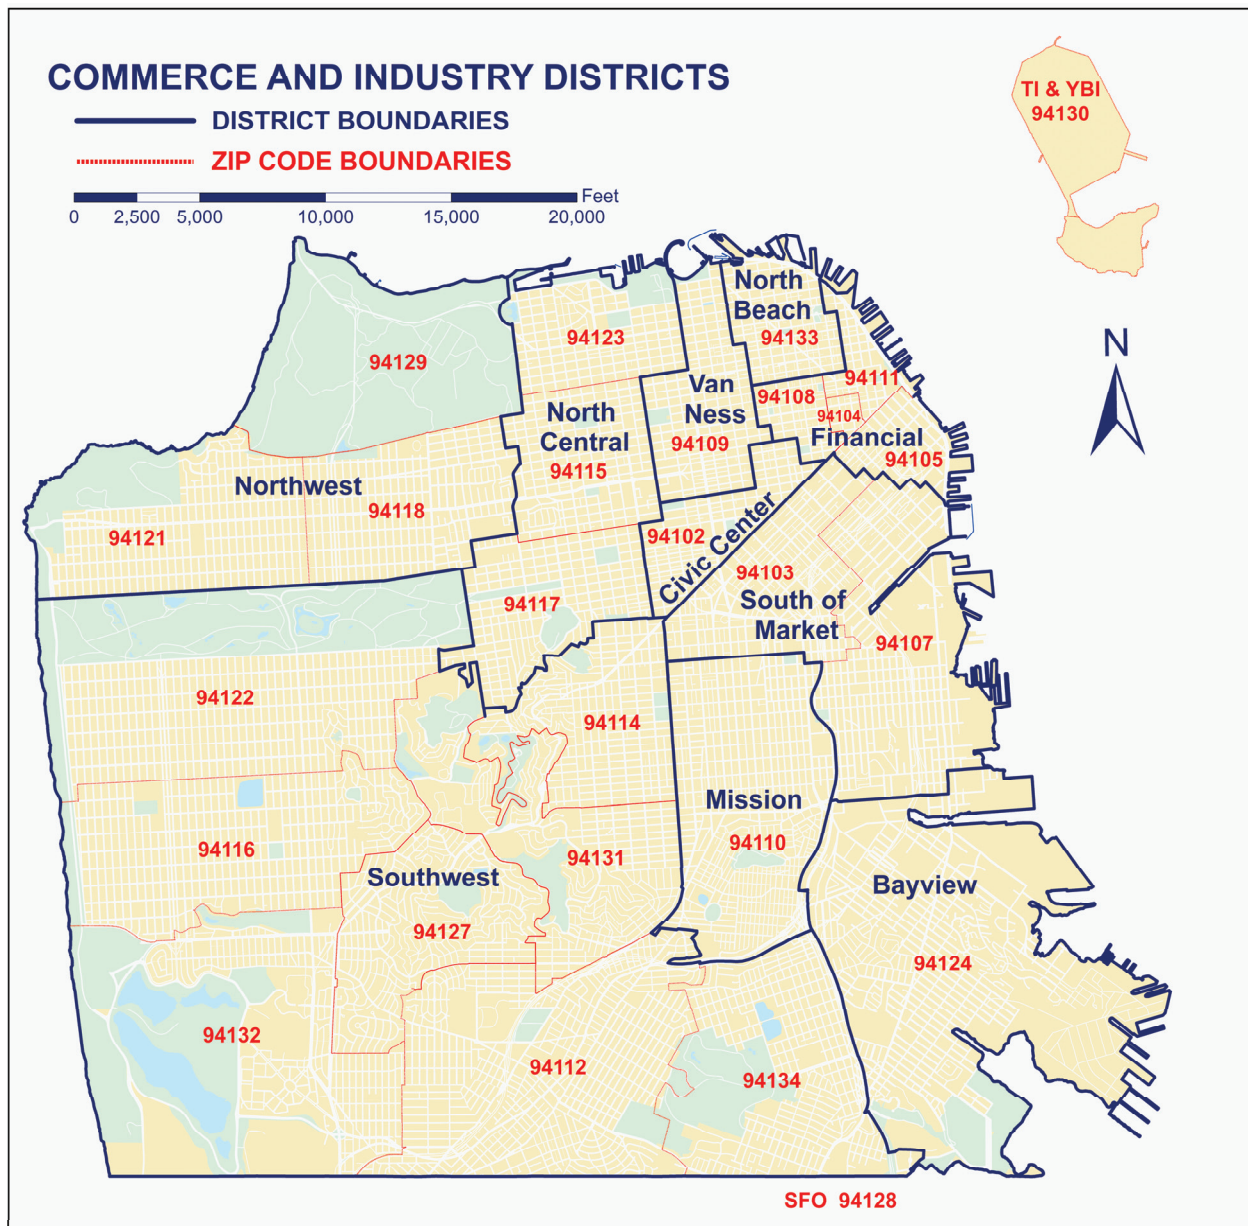 COMMERCE AND INDUSTRY DISTRICTS
DISTRICT BOUNDARIES
ZIP CODE BOUNDARIES
Feet
0 2,500 5,000 10,000 15,000 20,000
TI & YBI
94130
N
North
Beach
94133
94123
94129
94111
Van
Ness
94109
94108
94104
Financial
94105
North
Central
94115
Northwest
94118
94121
94102
Civic Center
94103
South of
Market
94107
94117
94122
94114
Mission
94110
94116
94131
Southwest
94127
Bayview
94124
94132
94112
94134
SFO 94128